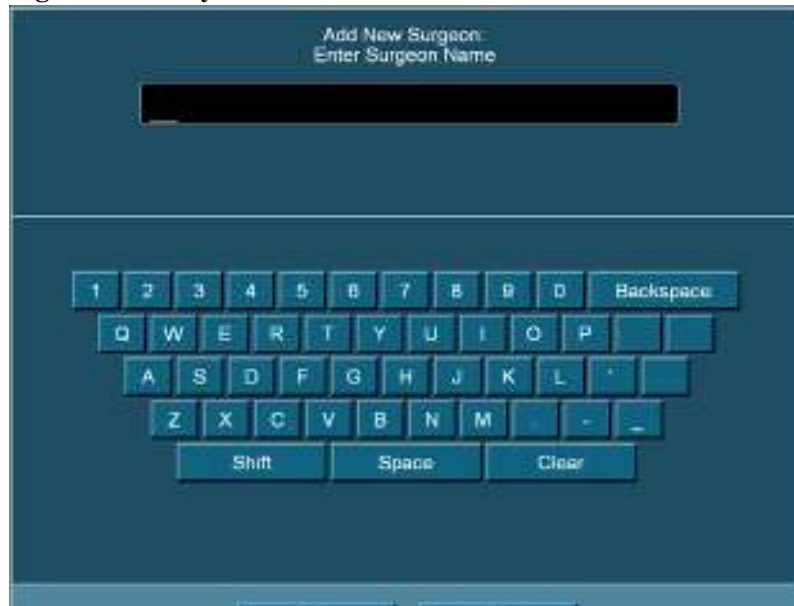 Add New Surgeon:
Enter Surgeon Name
_
1 2 3 4 5 6 7 8 9 0 Backspace
Q W E R T Y U I O P
A S D F G H J K L '
Z X C V B N M . - _
Shift Space Clear